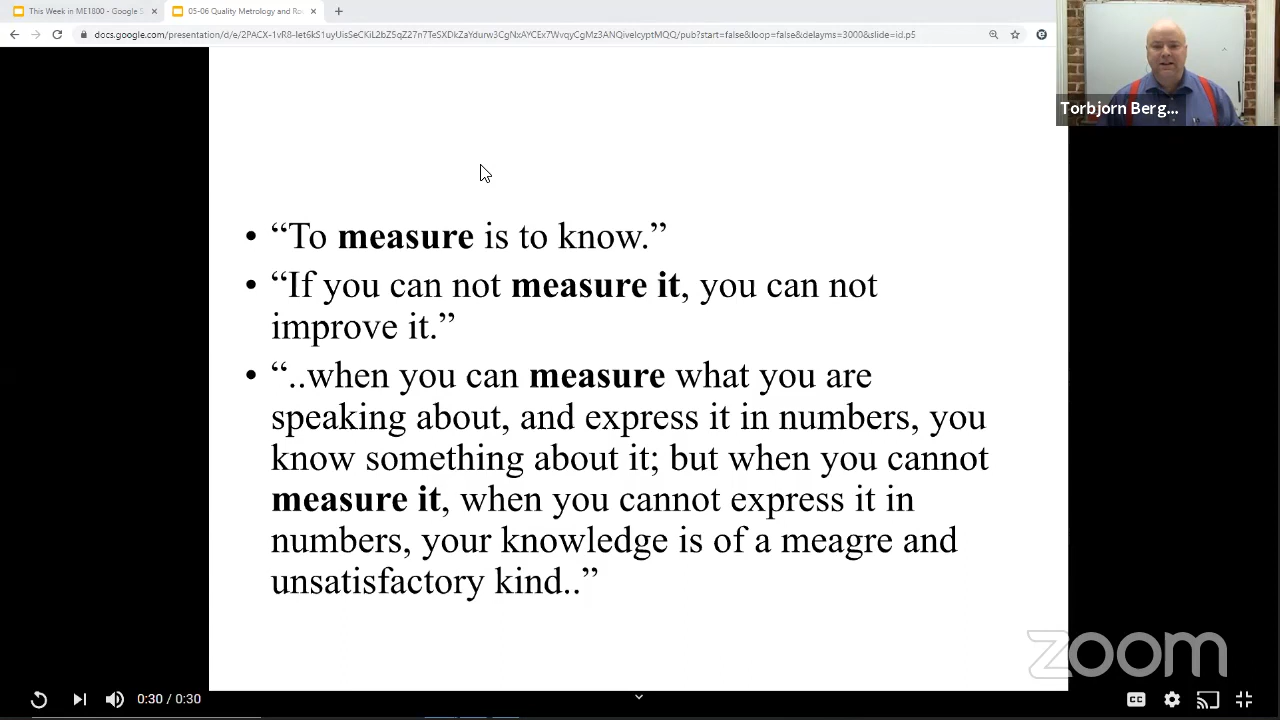 This Week in ME1800 - Google S
05-06 Quality Metrology and Ro
docs.google.com/presentation/d/e/
/pub?start=false&loop=false&delayms=3000&slide=id.p5
Torbjorn Berg...
• “To measure is to know.”
• “If you can not measure it, you can not
improve it.”
• “..when you can measure what you are
speaking about, and express it in numbers, you
know something about it; but when you cannot
measure it, when you cannot express it in
numbers, your knowledge is of a meagre and
unsatisfactory kind..”
zoom
0:30 / 0:30
CC